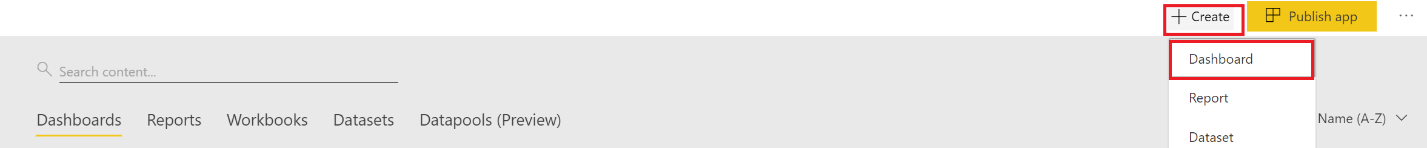 + Create
Publish app
...
Search content...
Dashboard
Report
Dashboards Reports Workbooks Datasets Datapools (Preview)
Name (A-Z)
Dataset